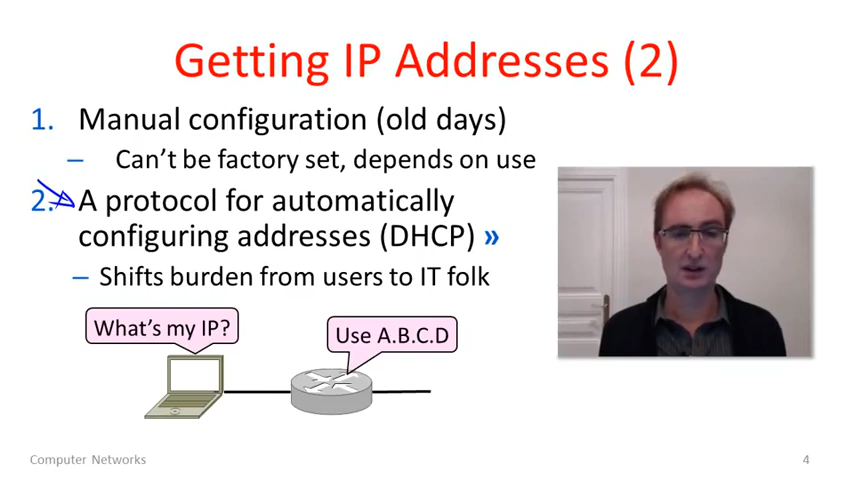 Getting IP Addresses (2)
1. Manual configuration (old days)
– Can't be factory set, depends on use
2. A protocol for automatically
configuring addresses (DHCP) »
– Shifts burden from users to IT folk
What's my IP?
Use A.B.C.D
Computer Networks
4